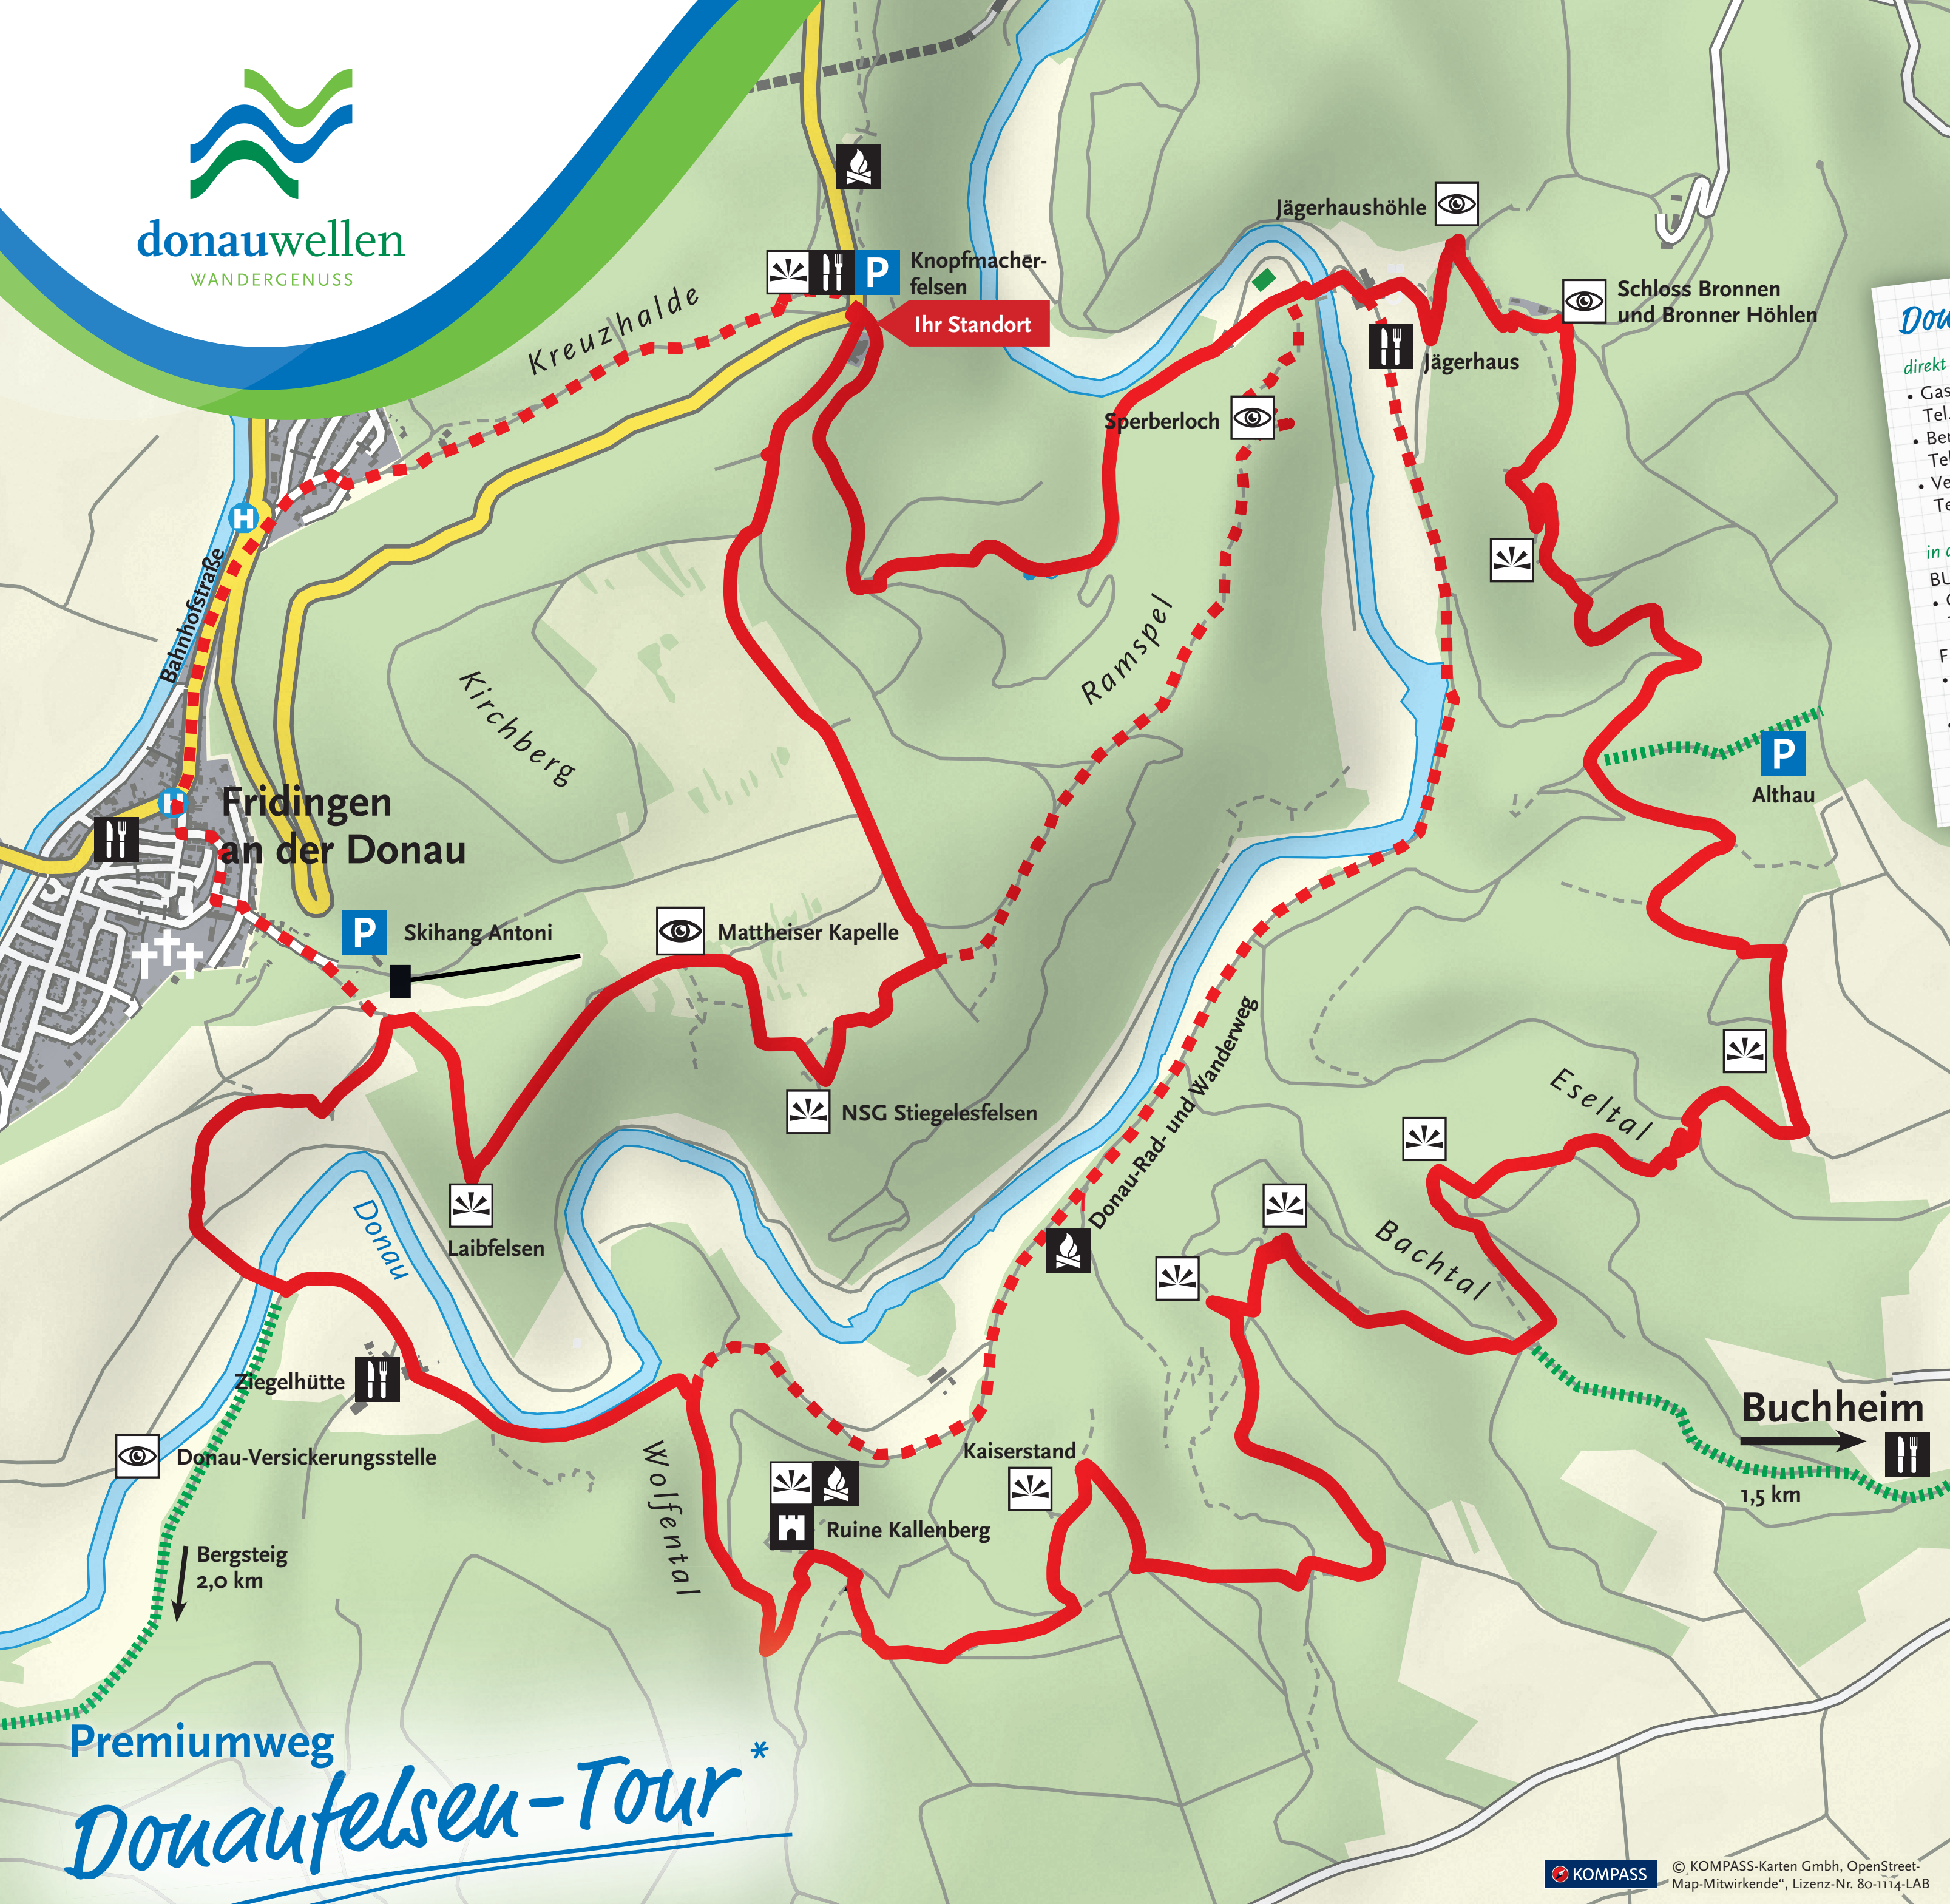 donauwellen
WANDERGENUSS
Jägerhaushöhle
Knopfmacher-
felsen
Ihr Standort
Schloss Bronnen
und Bronner Höhlen
Kreuzhalde
Jägerhaus
Sperberloch
direkt
• Gas
Tel.
Bahnhofstraße
Ramspel
Kirchberg
P
Althau
Fridingen
an der Donau
H
H
P
Skihang Antoni
Mattheiser Kapelle
NSG Stiegelesfelsen
Donau-Rad- und Wanderweg
Eseltal
Donau
Laibfelsen
Bachtal
Ziegelhütte
Buchheim
1,5 km
Donau-Versickerungsstelle
Wolfental
Kaiserstand
Ruine Kallenberg
Bergsteig
2,0 km
Premiumweg
Donaufelsen-Tour*
KOMPASS
© KOMPASS-Karten Gmbh, OpenStreet-
Map-Mitwirkende“, Lizenz-Nr. 80-1114-LAB